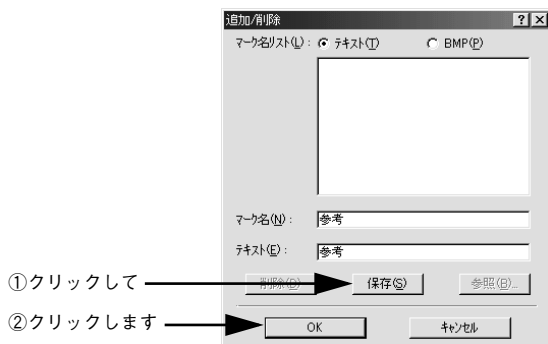 追加/削除
マーク名リスト(L): テキスト(T) BMP(P)
マーク名(N): 参考
テキスト(E): 参考
①クリックして 削除(D) 保存(S) 参照(B)...
②クリックします OK キャンセル